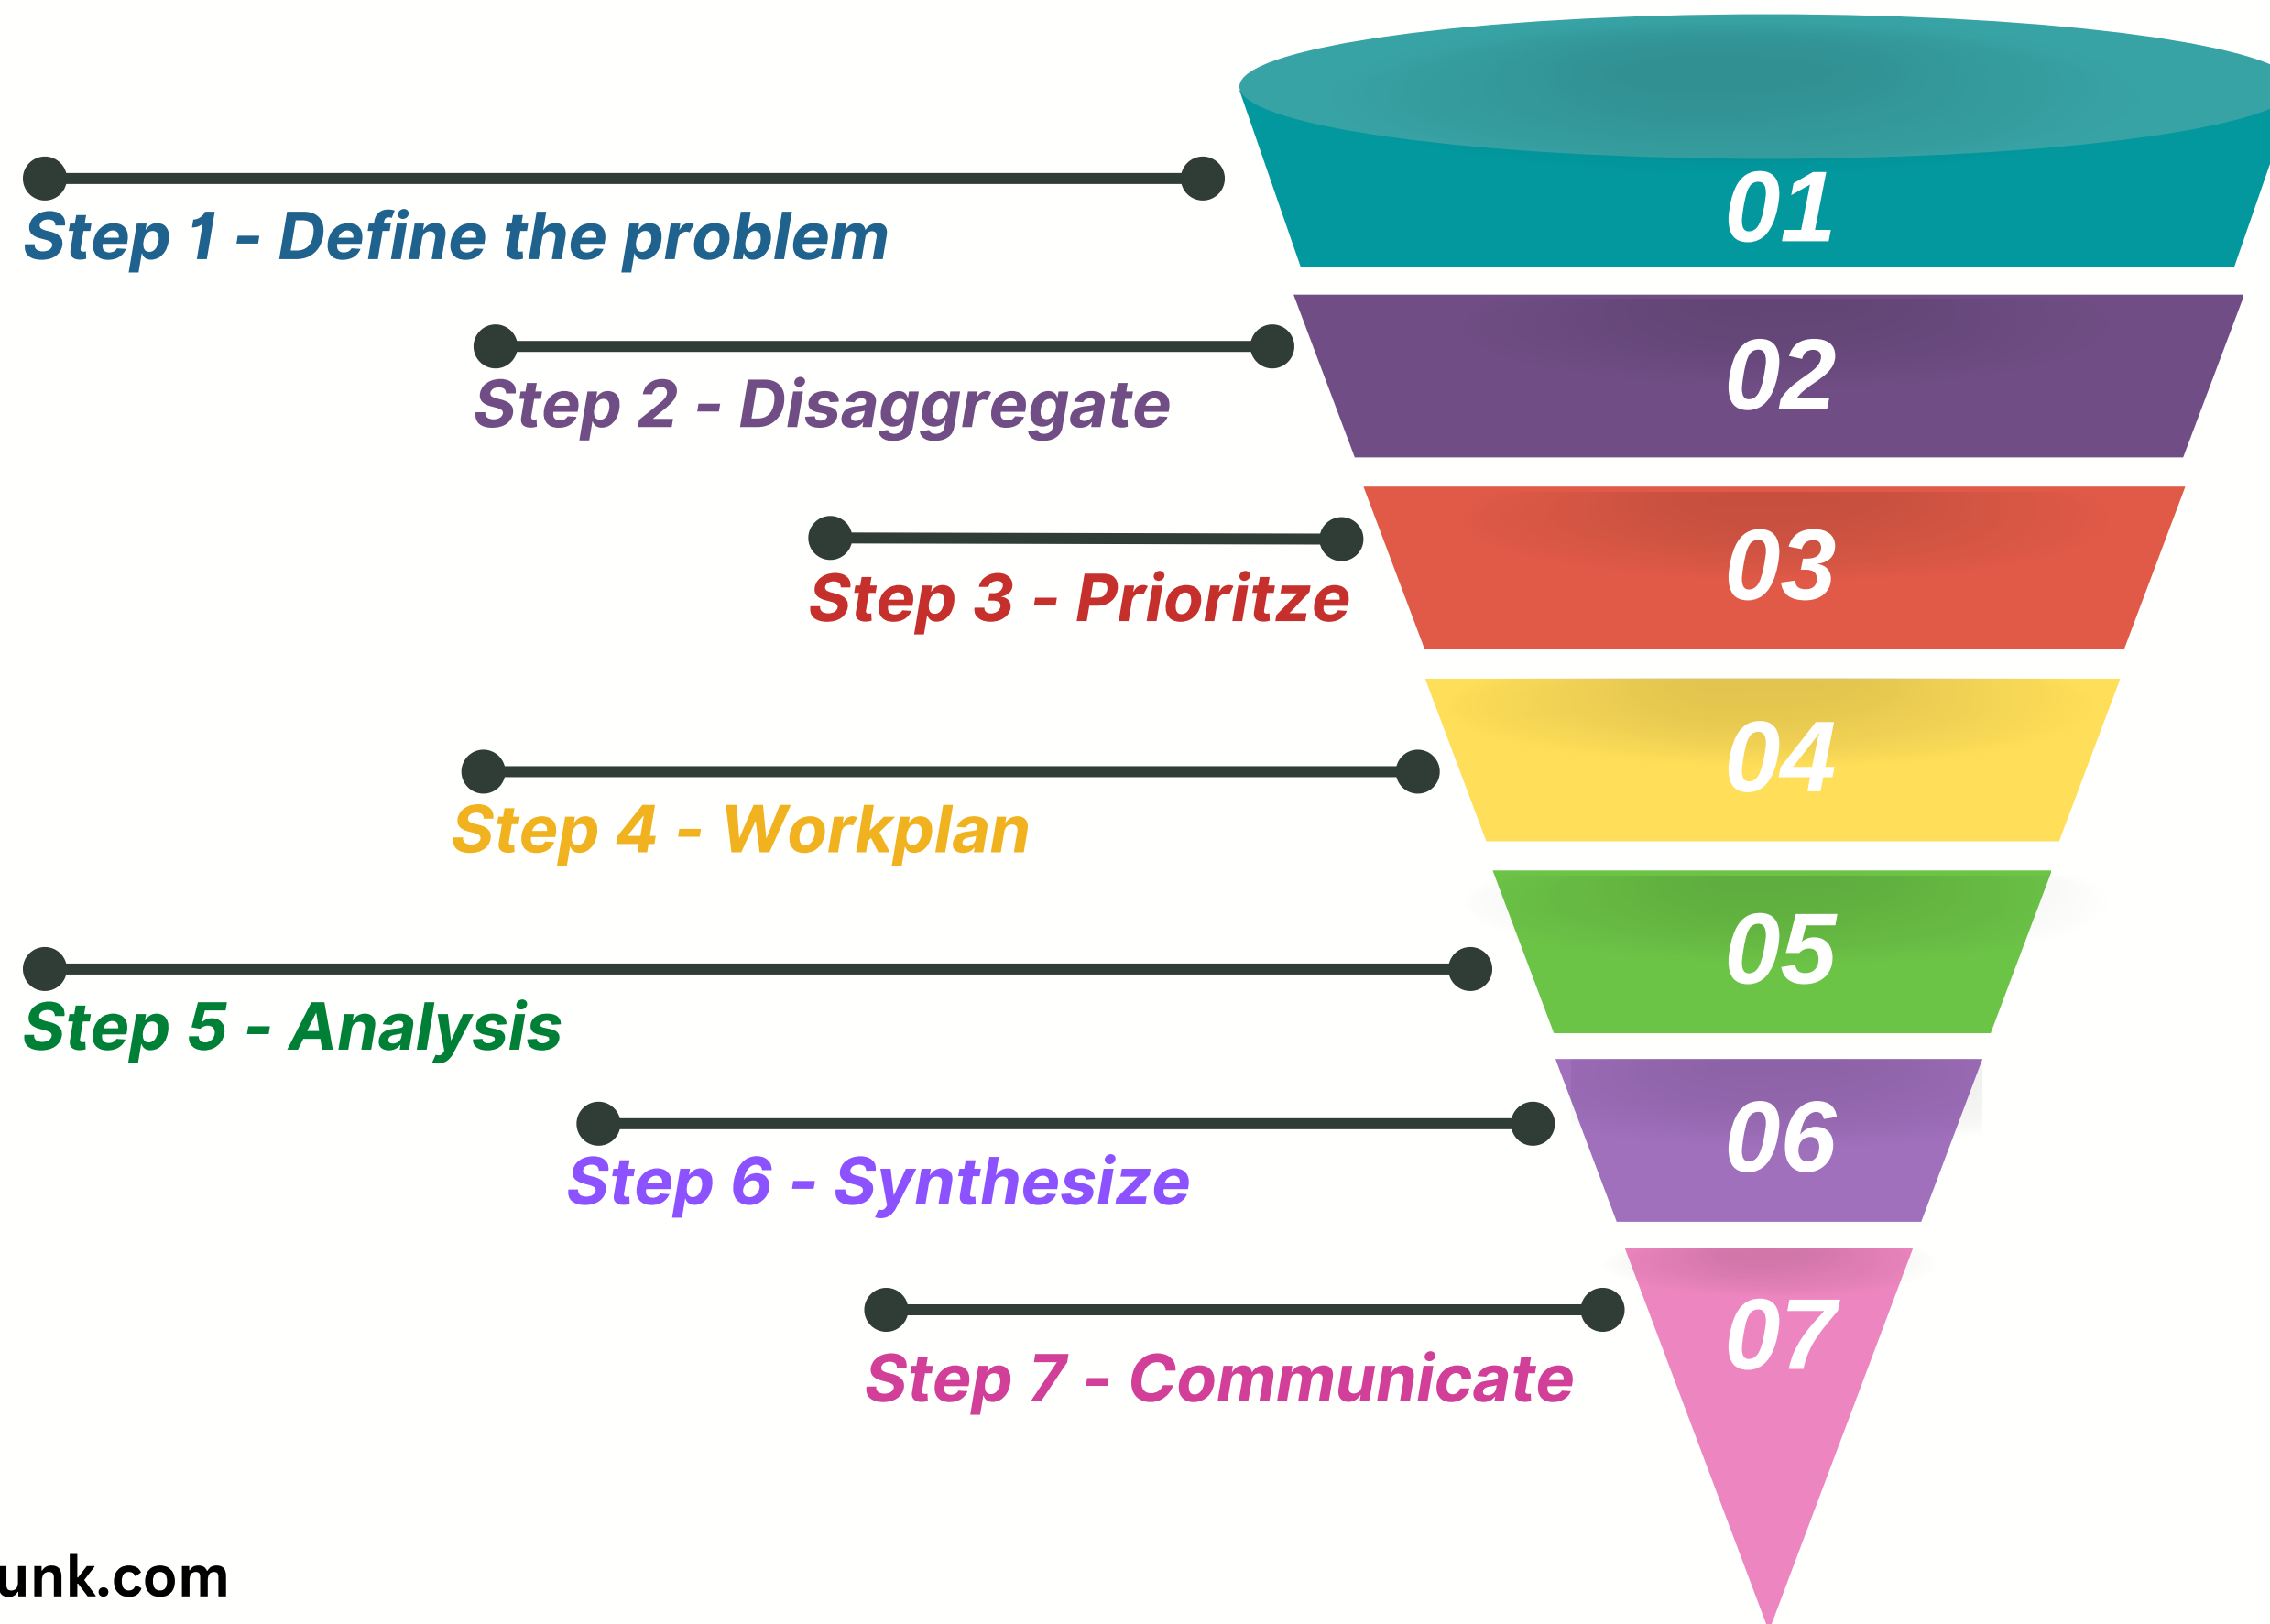 01
Step 1 - Define the problem
02
Step 2 - Disaggregate
03
Step 3 - Prioritze
04
Step 4 - Workplan
05
Step 5 - Analysis
06
Step 6 - Synthesize
07
Step 7 - Communicate
unk.com